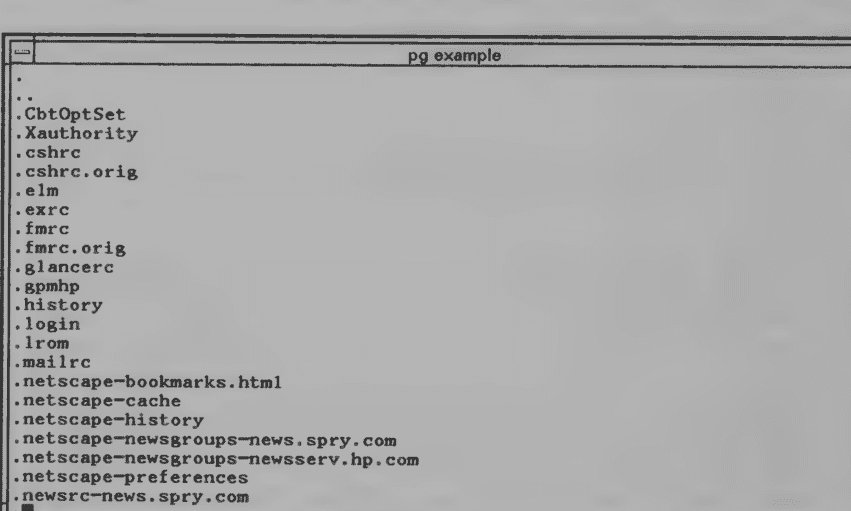 pg example
.
..
.CbtOptSet
.Xauthority
.cshrc
.cshrc.orig
.elm
.exrc
.fmrc
.fmrc.orig
.glancerc
.gpmhp
.history
.login
.lrom
.mailrc
.netscape-bookmarks.html
.netscape-cache
.netscape-history
.netscape-newsgroups-news.spry.com
.netscape-newsgroups-newsserv.hp.com
.netscape-preferences
.newsrc-news.spry.com